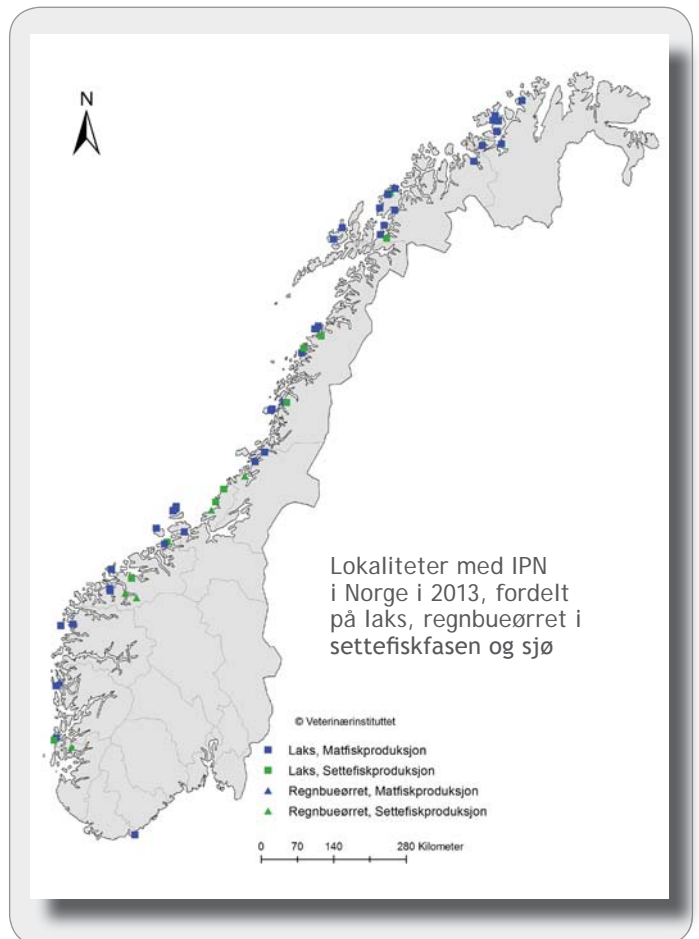 N
Lokaliteter med IPN
i Norge i 2013, fordelt
på laks, regnbueørret i
settefiskfasen og sjø
© Veterinærinstituttet
Laks, Matfiskproduksjon
Laks, Settefiskproduksjon
Regnbueørret, Matfiskproduksjon
Regnbueørret, Settefiskproduksjon
0 70 140 280 Kilometer